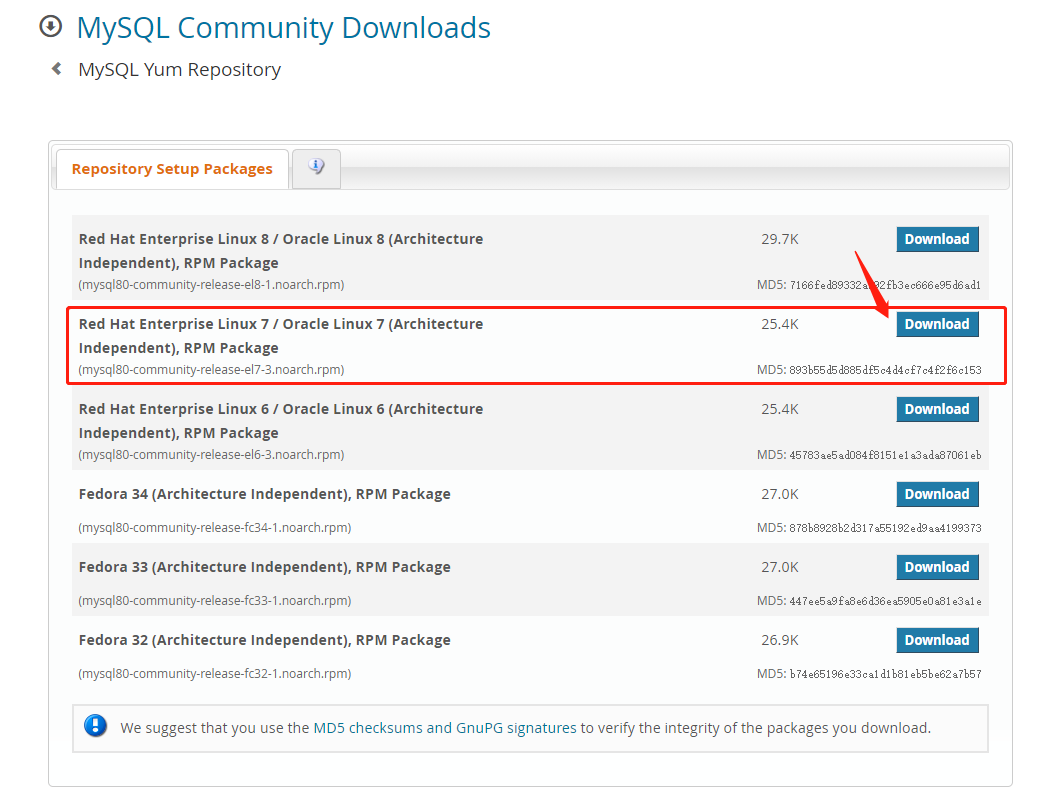 MySQL Community Downloads
MySQL Yum Repository
Repository Setup Packages
Red Hat Enterprise Linux 8 / Oracle Linux 8 (Architecture Independent), RPM Package
29.7K
Download
(mysql80-community-release-el8-1.noarch.rpm)
MD5:
Red Hat Enterprise Linux 7 / Oracle Linux 7 (Architecture Independent), RPM Package
25.4K
Download
(mysql80-community-release-el7-3.noarch.rpm)
MD5: 893b55d5d885df5c4d4cf7c4f2f6c153
Red Hat Enterprise Linux 6 / Oracle Linux 6 (Architecture Independent), RPM Package
25.4K
Download
(mysql80-community-release-el6-3.noarch.rpm)
MD5: 45783ae5ad084f8151e1a3ada87061eb
Fedora 34 (Architecture Independent), RPM Package
27.0K
Download
(mysql80-community-release-fc34-1.noarch.rpm)
MD5: 878b8928b2d317a55192ed9aa4199373
Fedora 33 (Architecture Independent), RPM Package
27.0K
Download
(mysql80-community-release-fc33-1.noarch.rpm)
MD5: 447ee5a9fa8e6d36ea5905e0a81e3a1e
Fedora 32 (Architecture Independent), RPM Package
26.9K
Download
(mysql80-community-release-fc32-1.noarch.rpm)
MD5: b74e65196e33ca1d1b81eb5be62a7b57
We suggest that you use the MD5 checksums and GnuPG signatures to verify the integrity of the packages you download.